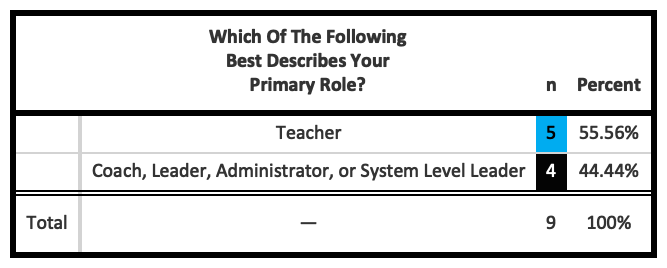 Which Of The Following
Best Describes Your
Primary Role? n Percent
Teacher 5 55.56%
Coach, Leader, Administrator, or System Level Leader 4 44.44%
Total — 9 100%